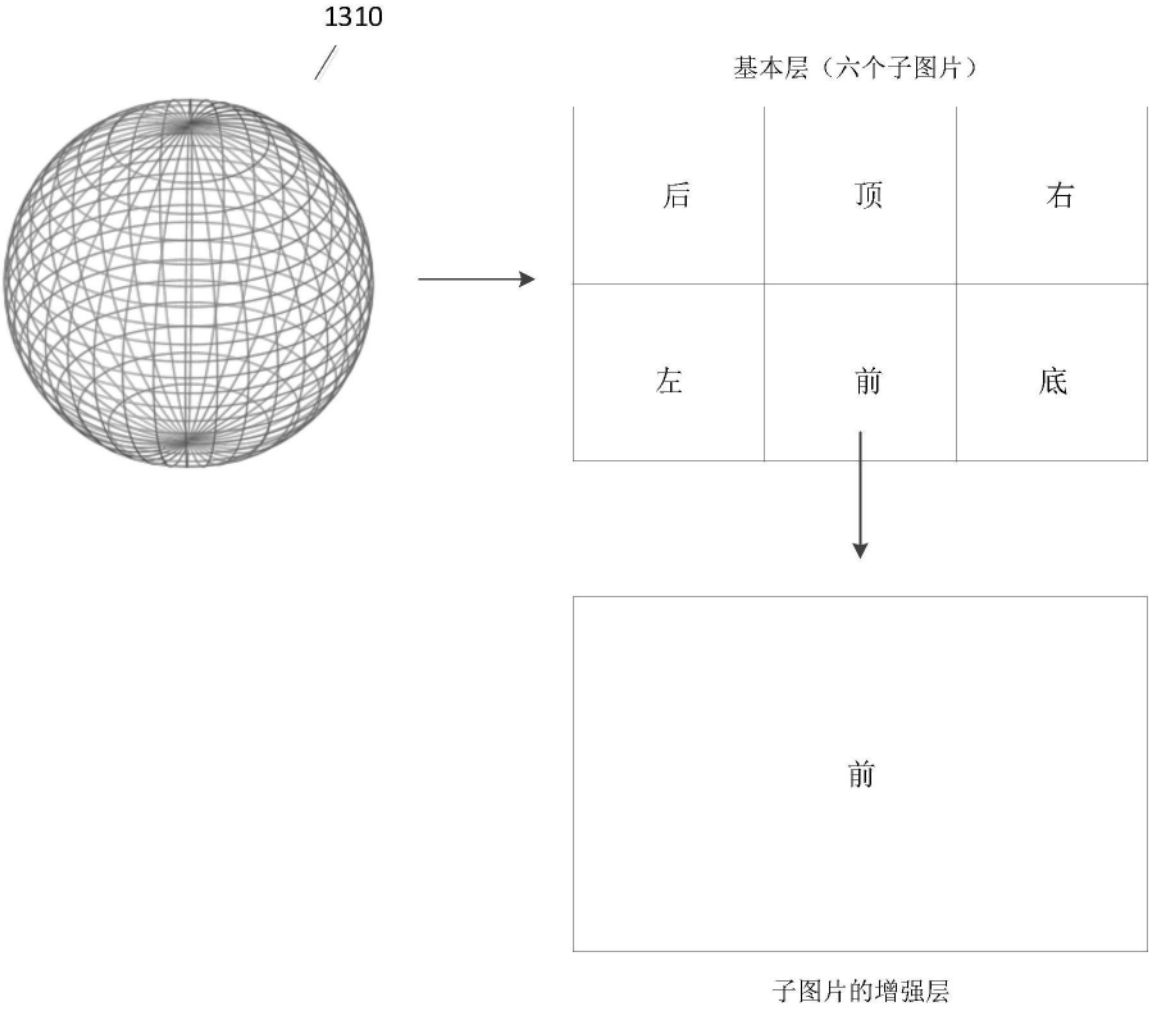 1310
基本层（六个子图片）
后 顶 右
左 前 底
前
子图片的增强层